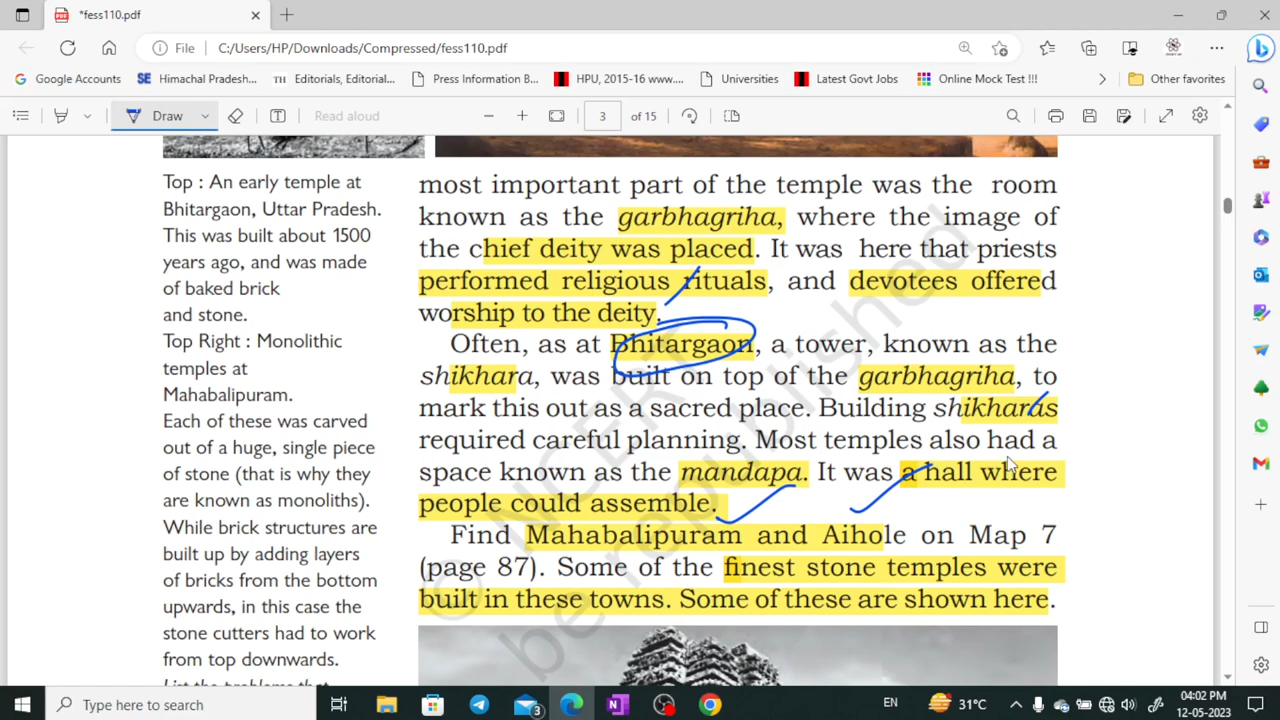 *fess110.pdf
File
C:/Users/HP/Downloads/Compressed/fess110.pdf
Google Accounts
SE Himachal Pradesh...
TH Editorials, Editorial...
Press Information B...
HPU, 2015-16 www....
Universities
Latest Govt Jobs
Online Mock Test !!!
Other favorites
Draw
Read aloud
3 of 15
Top : An early temple at
Bhitargaon, Uttar Pradesh.
This was built about 1500
years ago, and was made
of baked brick
and stone.
Top Right : Monolithic
temples at
Mahabalipuram.
Each of these was carved
out of a huge, single piece
of stone (that is why they
are known as monoliths).
While brick structures are
built up by adding layers
of bricks from the bottom
upwards, in this case the
stone cutters had to work
from top downwards.
List the problems that
most important part of the temple was the room
known as the garbhagriha, where the image of
the chief deity was placed. It was here that priests
performed religious rituals, and devotees offered
worship to the deity.
Often, as at Bhitargaon, a tower, known as the
shikhara, was built on top of the garbhagriha, to
mark this out as a sacred place. Building shikharas
required careful planning. Most temples also had a
space known as the mandapa. It was a hall where
people could assemble.
Find Mahabalipuram and Aihole on Map 7
(page 87). Some of the finest stone temples were
built in these towns. Some of these are shown here.
© NCERT
be republished
Type here to search
3
EN
31°C
04:02 PM
12-05-2023